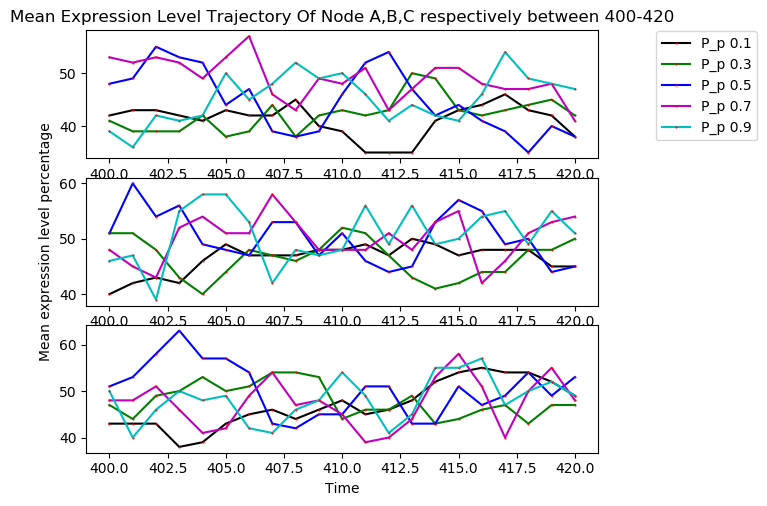 Mean Expression Level Trajectory Of Node A,B,C respectively between 400-420
P_p 0.1
P_p 0.3
P_p 0.5
P_p 0.7
P_p 0.9
50
40
400.0 402.5 405.0 407.5 410.0 412.5 415.0 417.5 420.0
60
50
40
400.0 402.5 405.0 407.5 410.0 412.5 415.0 417.5 420.0
60
50
40
400.0 402.5 405.0 407.5 410.0 412.5 415.0 417.5 420.0
Mean expression level percentage
Time